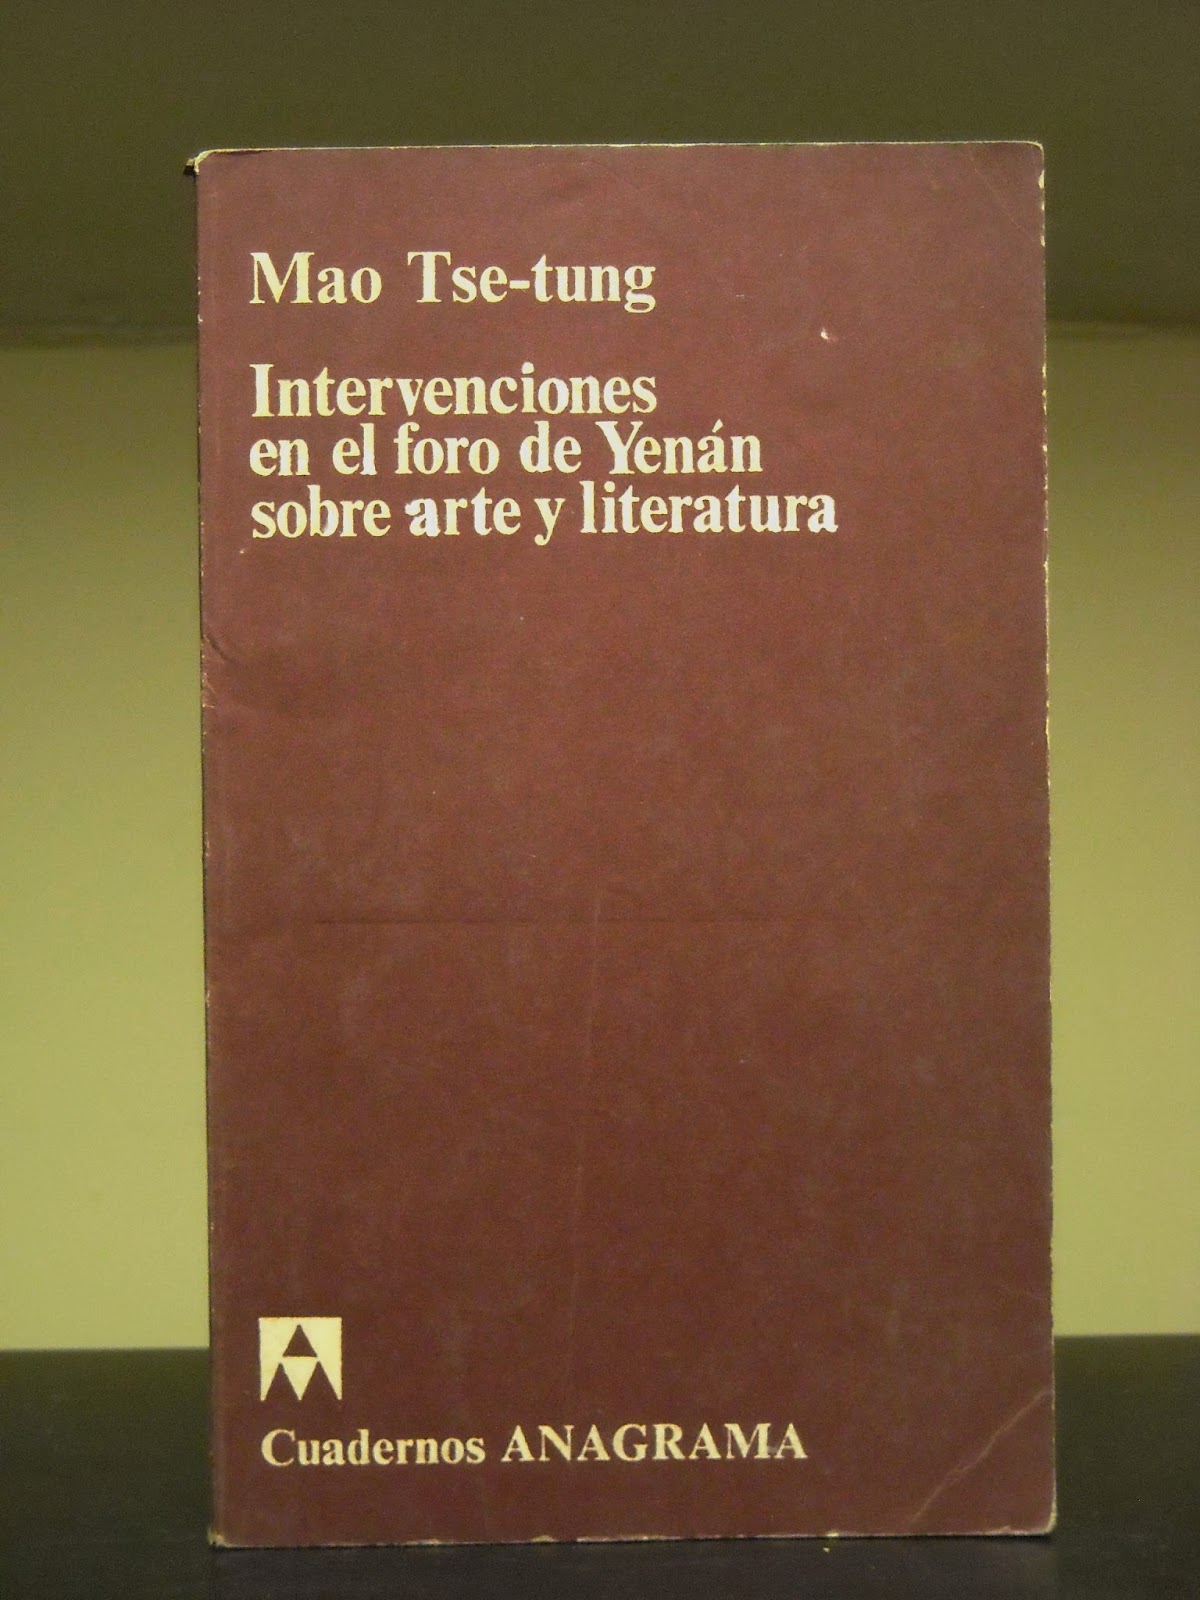 Mao Tse-tung
Intervenciones
en el foro de Yenán
sobre arte y literatura
Cuadernos ANAGRAMA